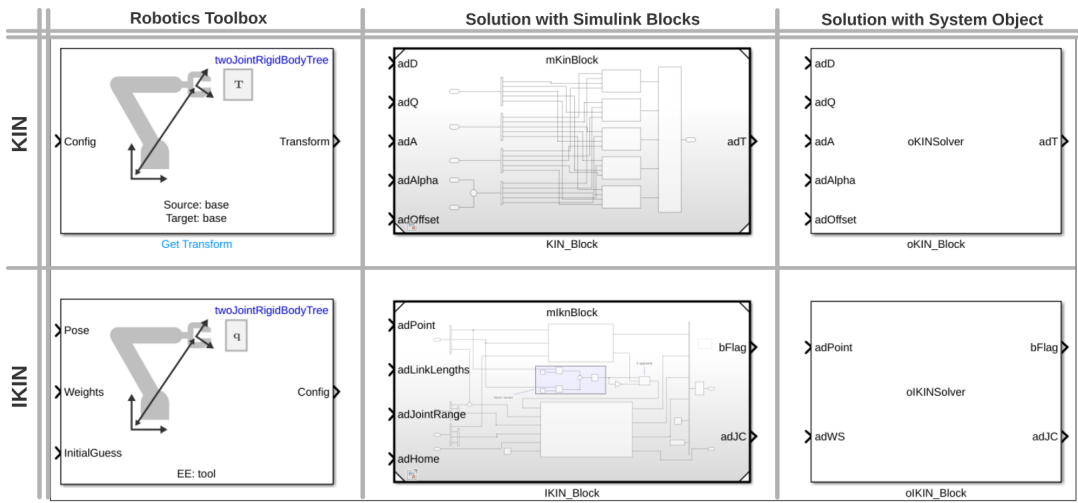 Robotics Toolbox
Solution with Simulink Blocks
Solution with System Object
KIN
twoJointRigidBodyTree
T
Config
Transform
Source: base
Target: base
Get Transform
mKinBlock
adD
adQ
adA
adAlpha
adOffset
adT
KIN_Block
adD
adQ
adA
adAlpha
adOffset
oKINSolver
adT
oKIN_Block
IKIN
twoJointRigidBodyTree
q
Pose
Weights
InitialGuess
Config
EE: tool
mIknBlock
adPoint
adLinkLengths
adJointRange
adHome
bFlag
adJC
IKIN_Block
adPoint
adWS
oIKINSolver
bFlag
adJC
oIKIN_Block